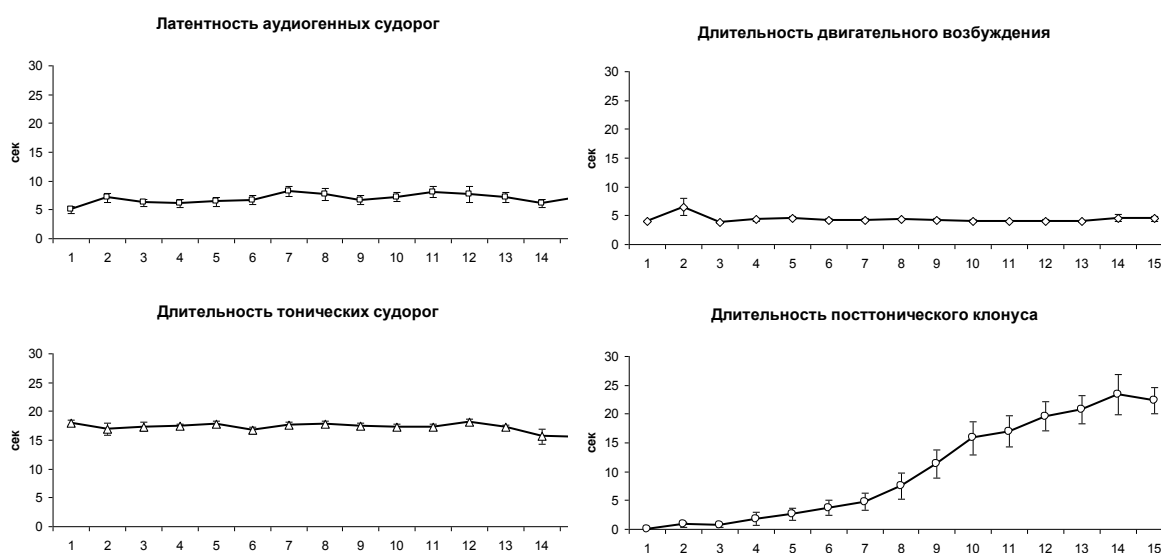 Латентность аудиогенных судорог
30
25
20
15
10
5
0
сек
1 2 3 4 5 6 7 8 9 10 11 12 13 14
Длительность двигательного возбуждения
30
25
20
15
10
5
0
сек
1 2 3 4 5 6 7 8 9 10 11 12 13 14 15
Длительность тонических судорог
30
25
20
15
10
5
0
сек
1 2 3 4 5 6 7 8 9 10 11 12 13 14
Длительность посттонического клонуса
30
25
20
15
10
5
0
сек
1 2 3 4 5 6 7 8 9 10 11 12 13 14 15